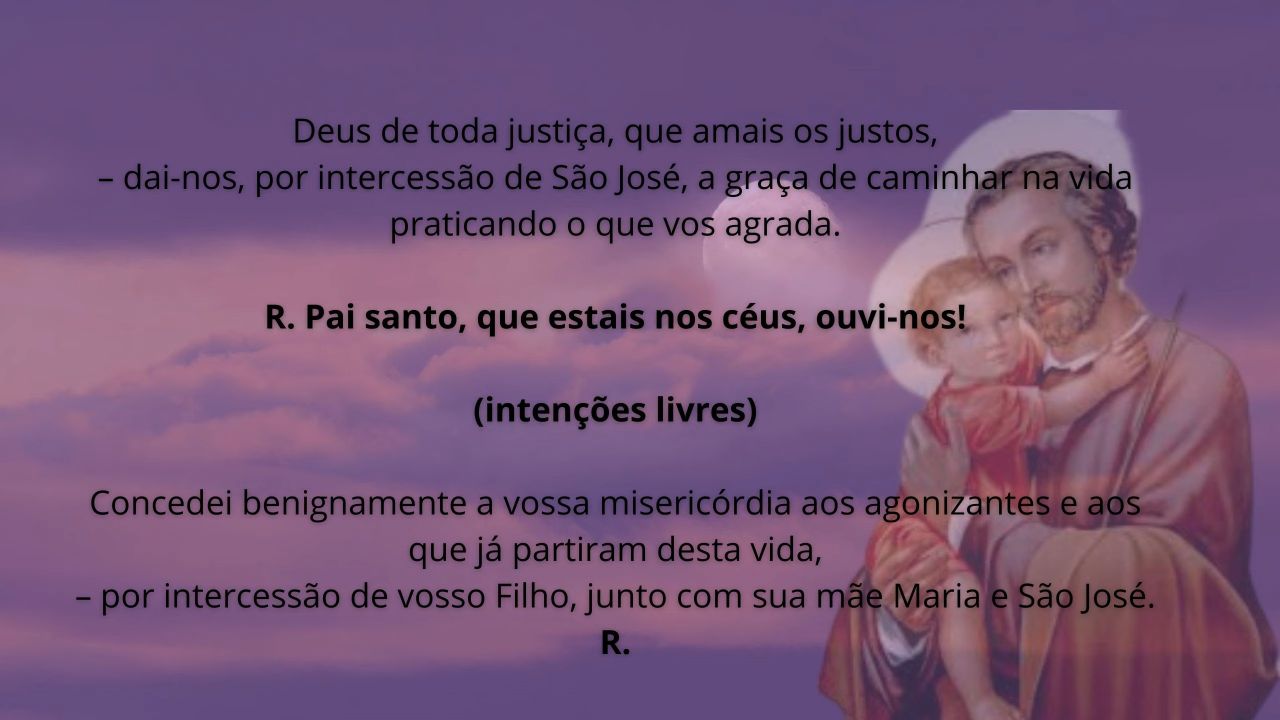 Deus de toda justiça, que amais os justos,
– dai-nos, por intercessão de São José, a graça de caminhar na vida
praticando o que vos agrada.
R. Pai santo, que estais nos céus, ouvi-nos!
(intenções livres)
Concedei benignamente a vossa misericórdia aos agonizantes e aos
que já partiram desta vida,
– por intercessão de vosso Filho, junto com sua mãe Maria e São José.
R.